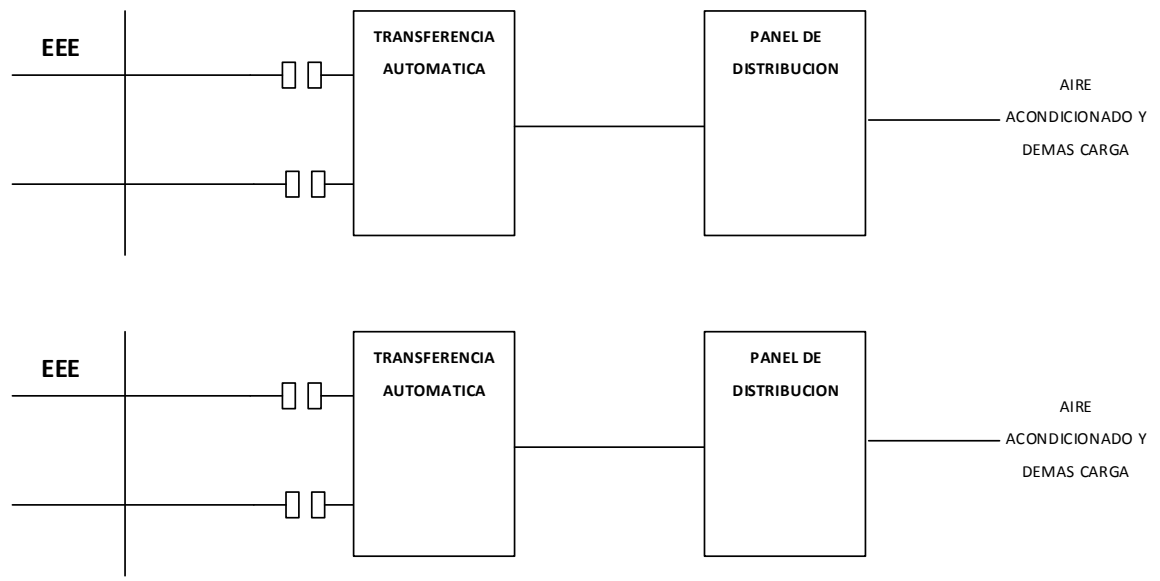 EEE
TRANSFERENCIA
AUTOMATICA
PANEL DE
DISTRIBUCION
AIRE
ACONDICIONADO Y
DEMAS CARGA
EEE
TRANSFERENCIA
AUTOMATICA
PANEL DE
DISTRIBUCION
AIRE
ACONDICIONADO Y
DEMAS CARGA